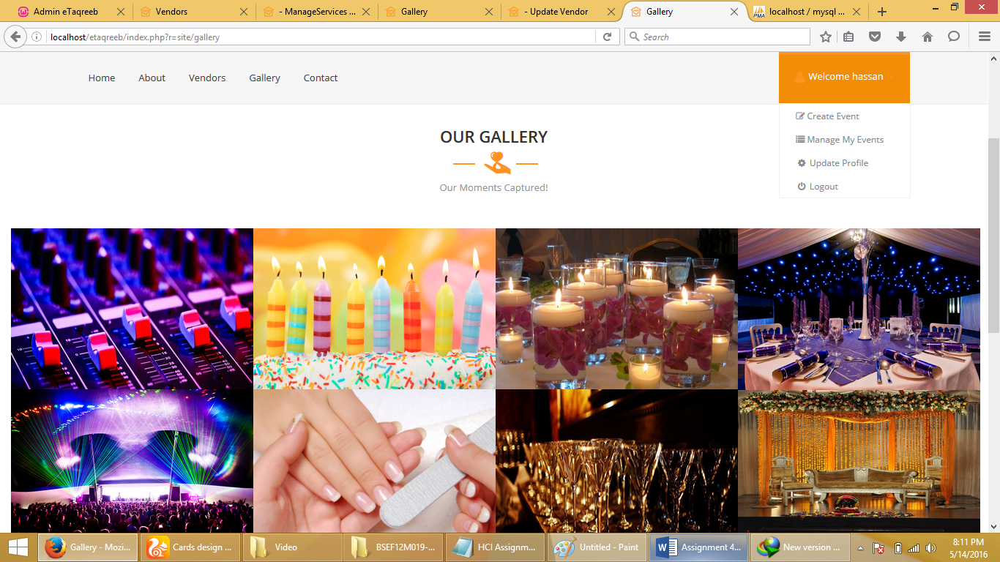 Admin eTaqreeb
Vendors
- ManageServices ...
Gallery
- Update Vendor
Gallery
PMA
localhost / mysql ...
localhost/etaqreeb/index.php?r=site/gallery
Search
Home About Vendors Gallery Contact
Welcome hassan
Create Event
Manage My Events
Update Profile
Logout
OUR GALLERY
Our Moments Captured!
Gallery - Mozi...
Cards design ...
Video
BSEF12M019-...
HCI Assignm...
Untitled - Paint
Assignment 4...
New version ...
8:11 PM
5/14/2016